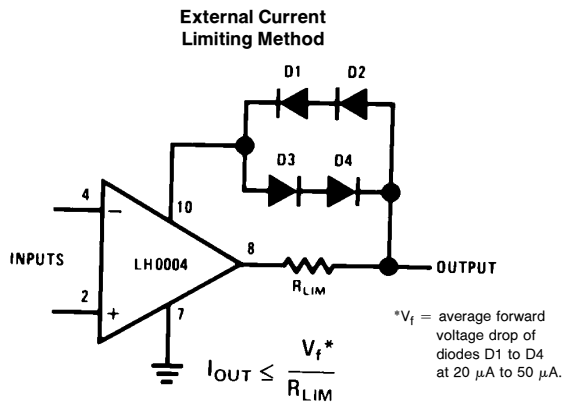 External Current
Limiting Method
D1
D2
D3
D4
4
10
−
INPUTS
LH0004
8
R_LIM
OUTPUT
2
+
7
I_OUT ≤ V_f* / R_LIM
*V_f = average forward
voltage drop of
diodes D1 to D4
at 20 μA to 50 μA.